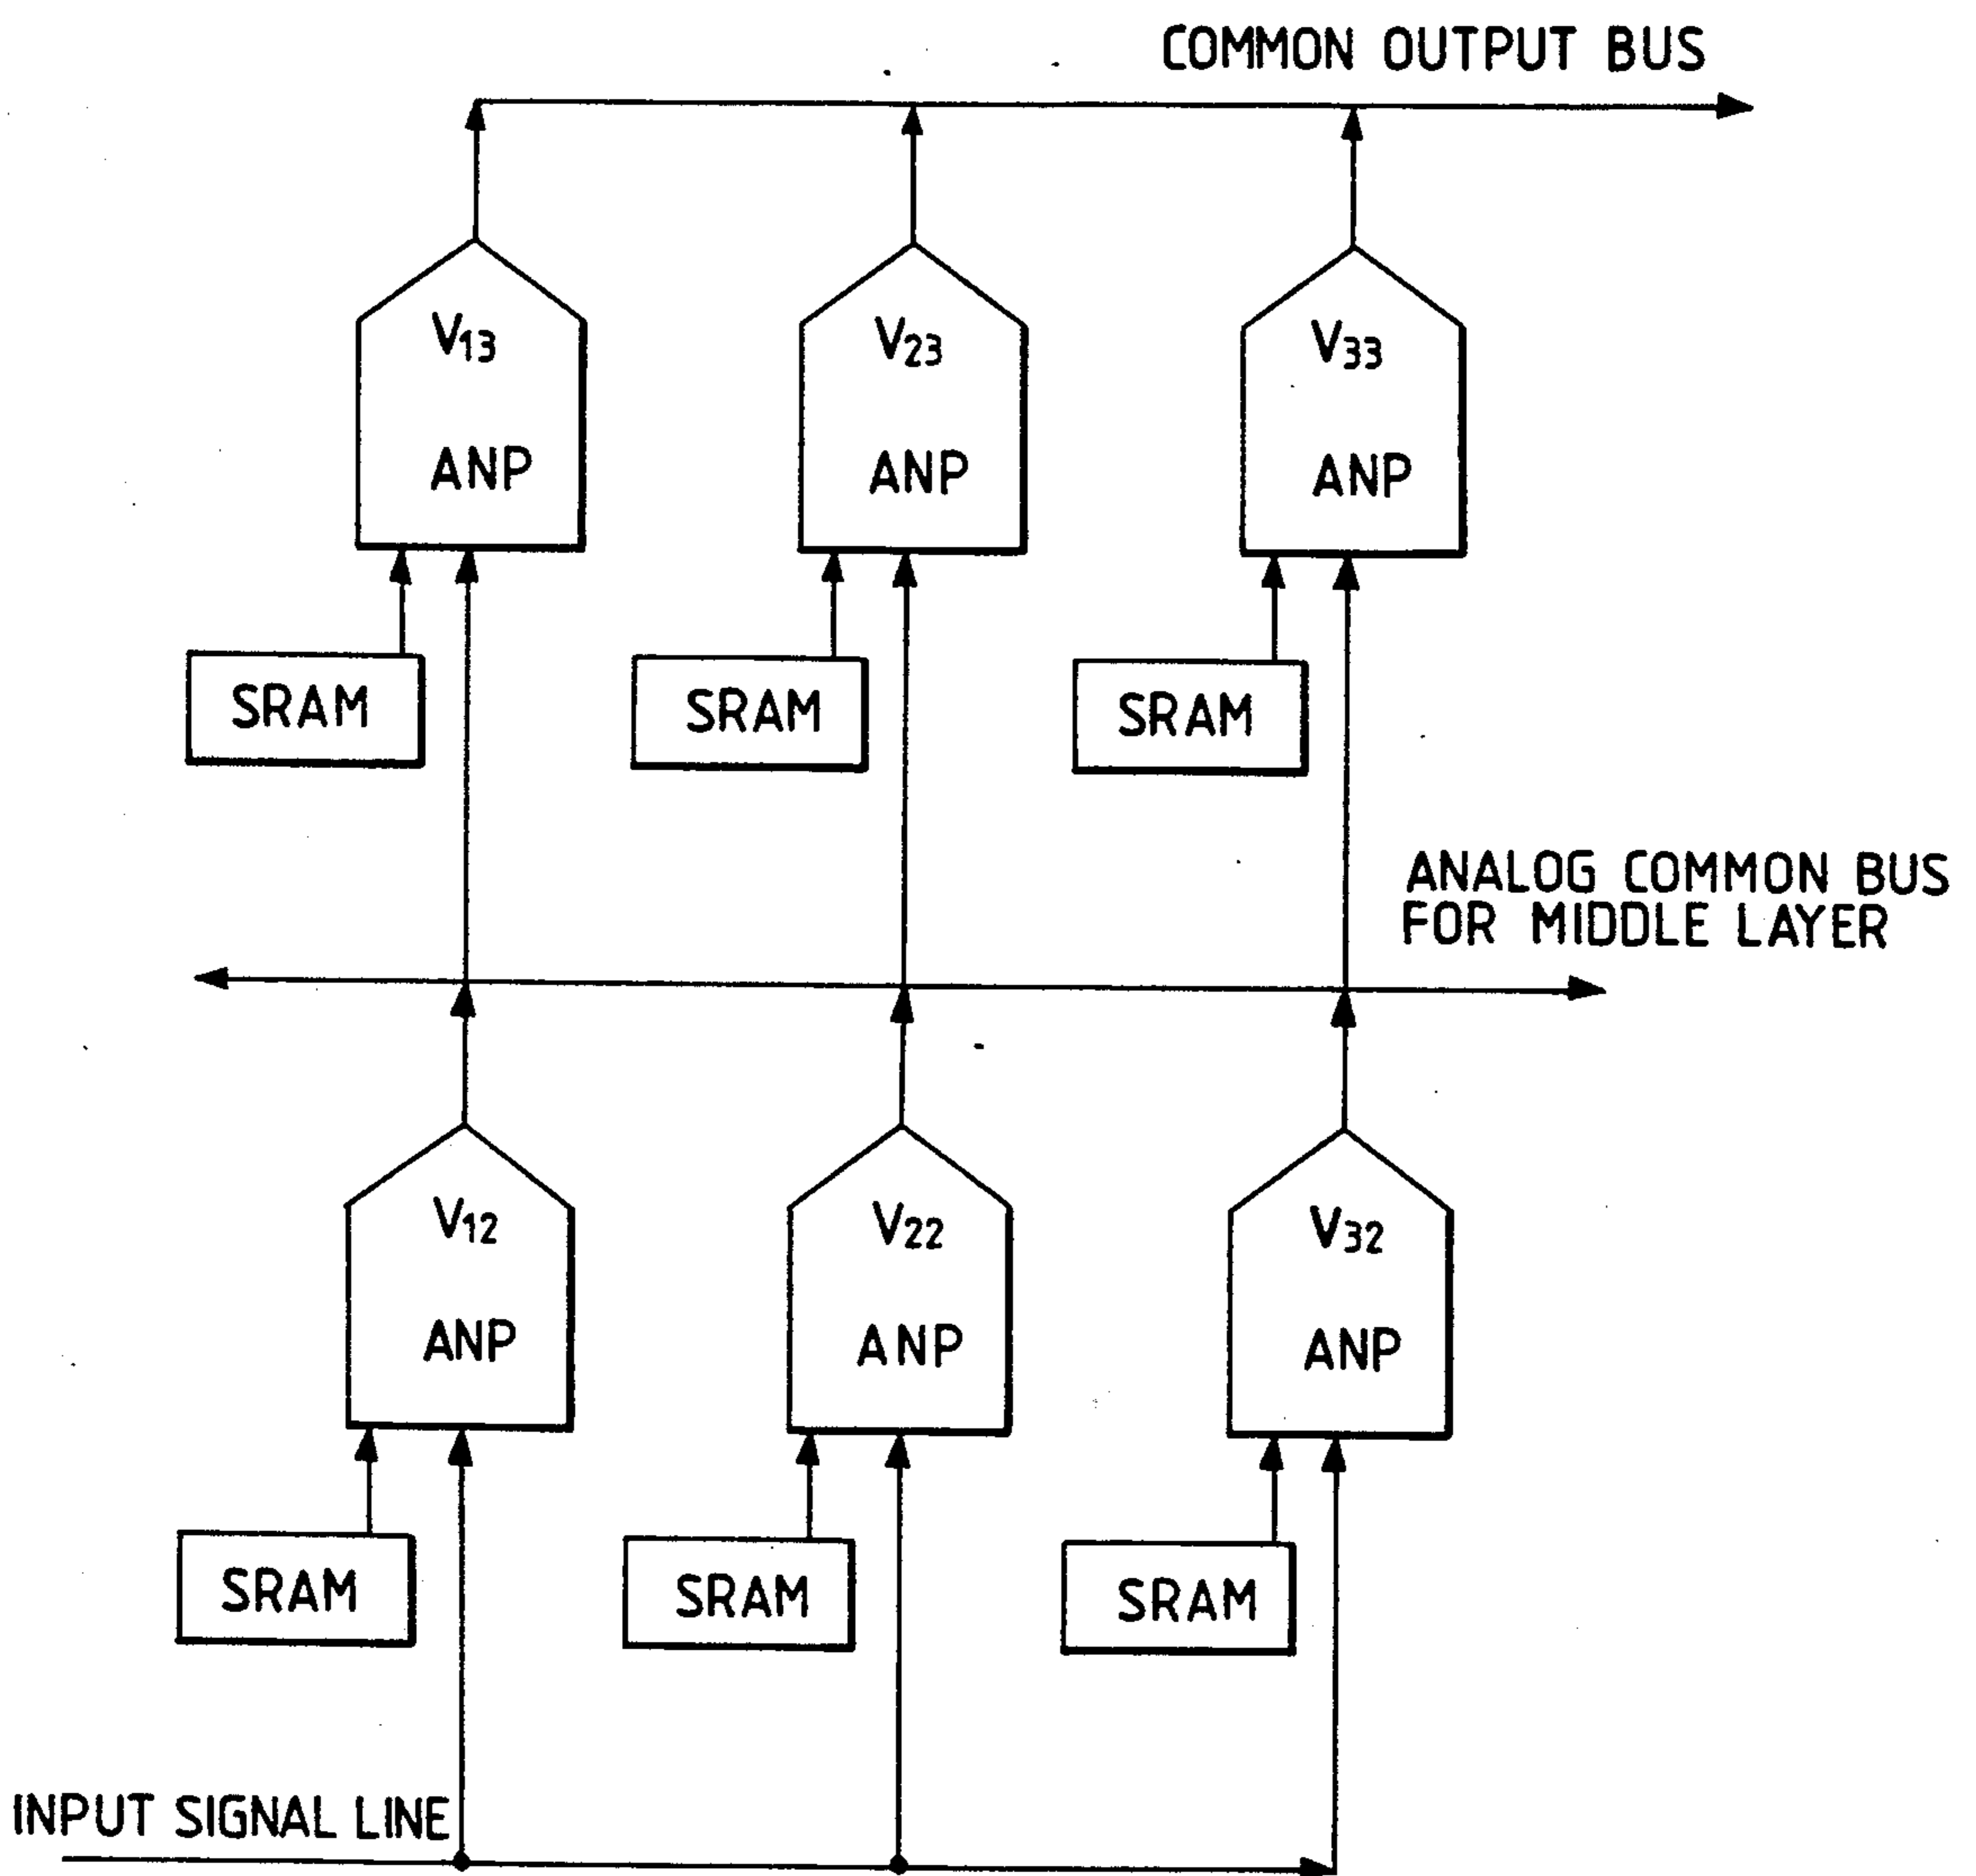 COMMON OUTPUT BUS
V13
V23
V33
ANP
ANP
ANP
SRAM
SRAM
SRAM
ANALOG COMMON BUS
FOR MIDDLE LAYER
V12
V22
V32
ANP
ANP
ANP
SRAM
SRAM
SRAM
INPUT SIGNAL LINE